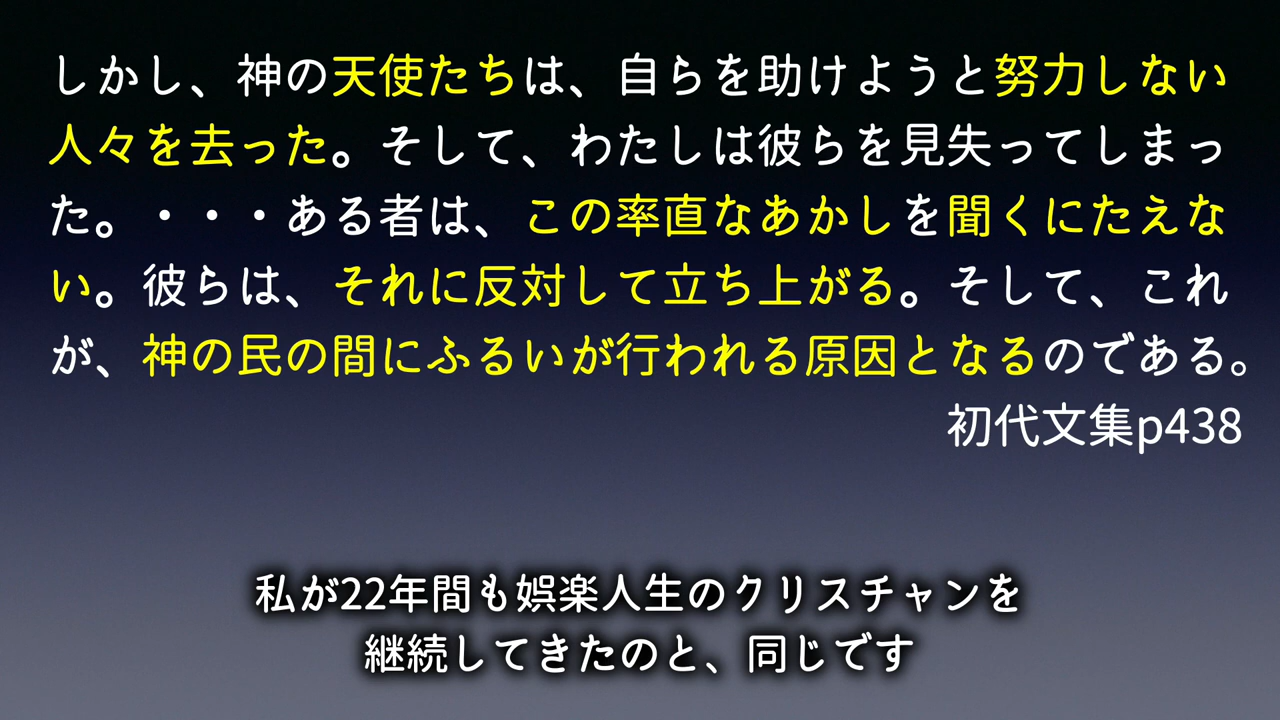 しかし、神の天使たちは、自らを助けようと努力しない
人々を去った。そして、わたしは彼らを見失ってしまっ
た。・・・ある者は、この率直なあかしを聞くにたえな
い。彼らは、それに反対して立ち上がる。そして、これ
が、神の民の間にふるいが行われる原因となるのである。
初代文集p438
私が22年間も娯楽人生のクリスチャンを
継続してきたのと、同じです